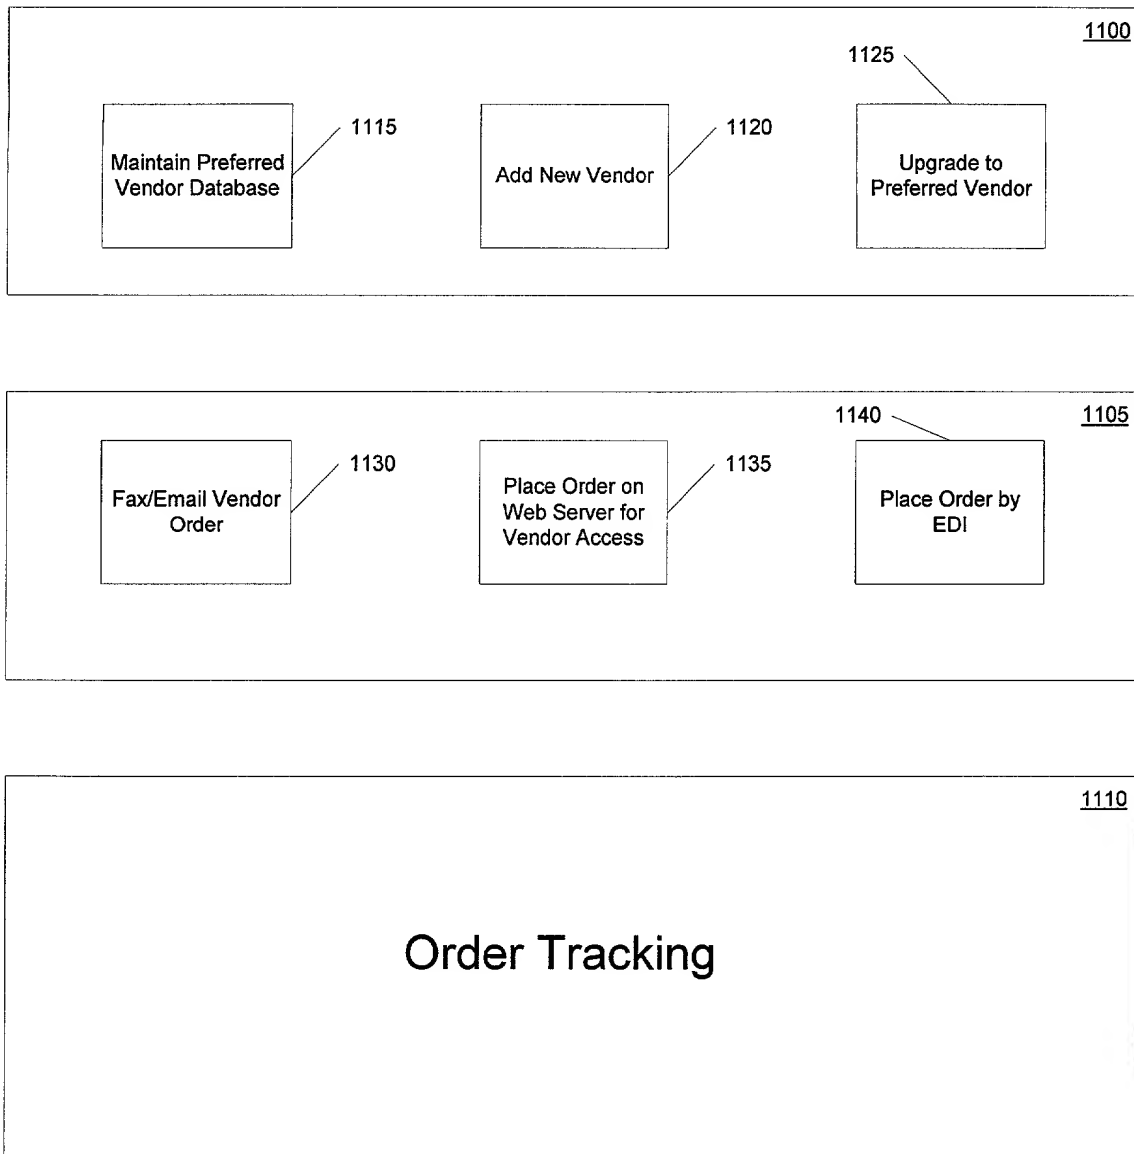 1100
1125
1115
1120
Maintain Preferred
Vendor Database
Add New Vendor
Upgrade to
Preferred Vendor
1105
1140
1130
1135
Fax/Email Vendor
Order
Place Order on
Web Server for
Vendor Access
Place Order by
EDI
1110
Order Tracking